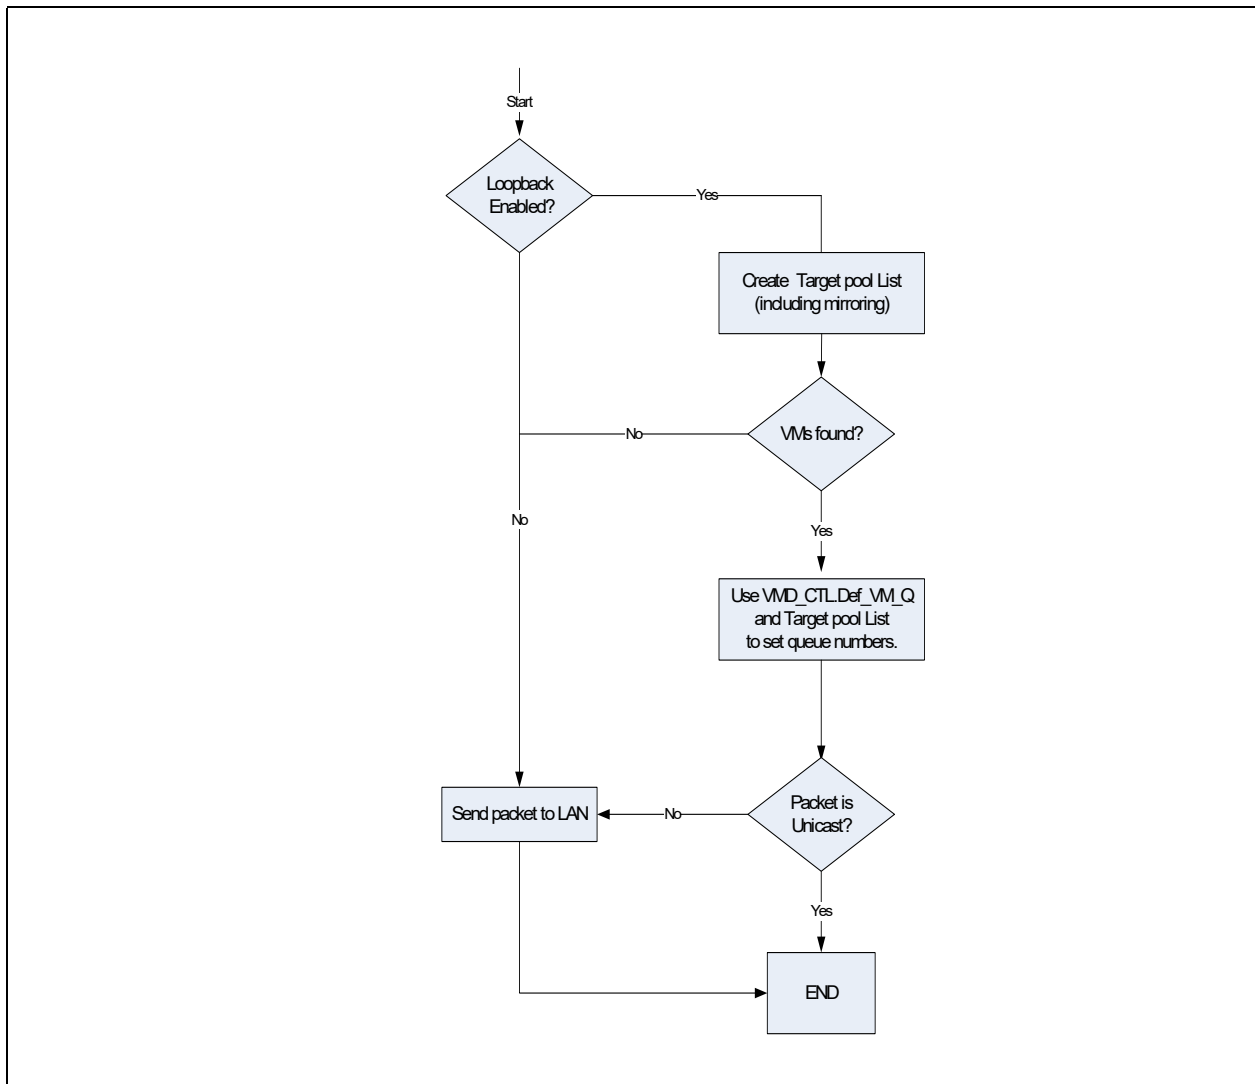 Start
Loopback
Enabled?
Yes
Create Target pool List
(including mirroring)
No
VMs found?
No
Yes
Use VMD_CTL.Def_VM_Q
and Target pool List
to set queue numbers.
Send packet to LAN
No
Packet is
Unicast?
Yes
END